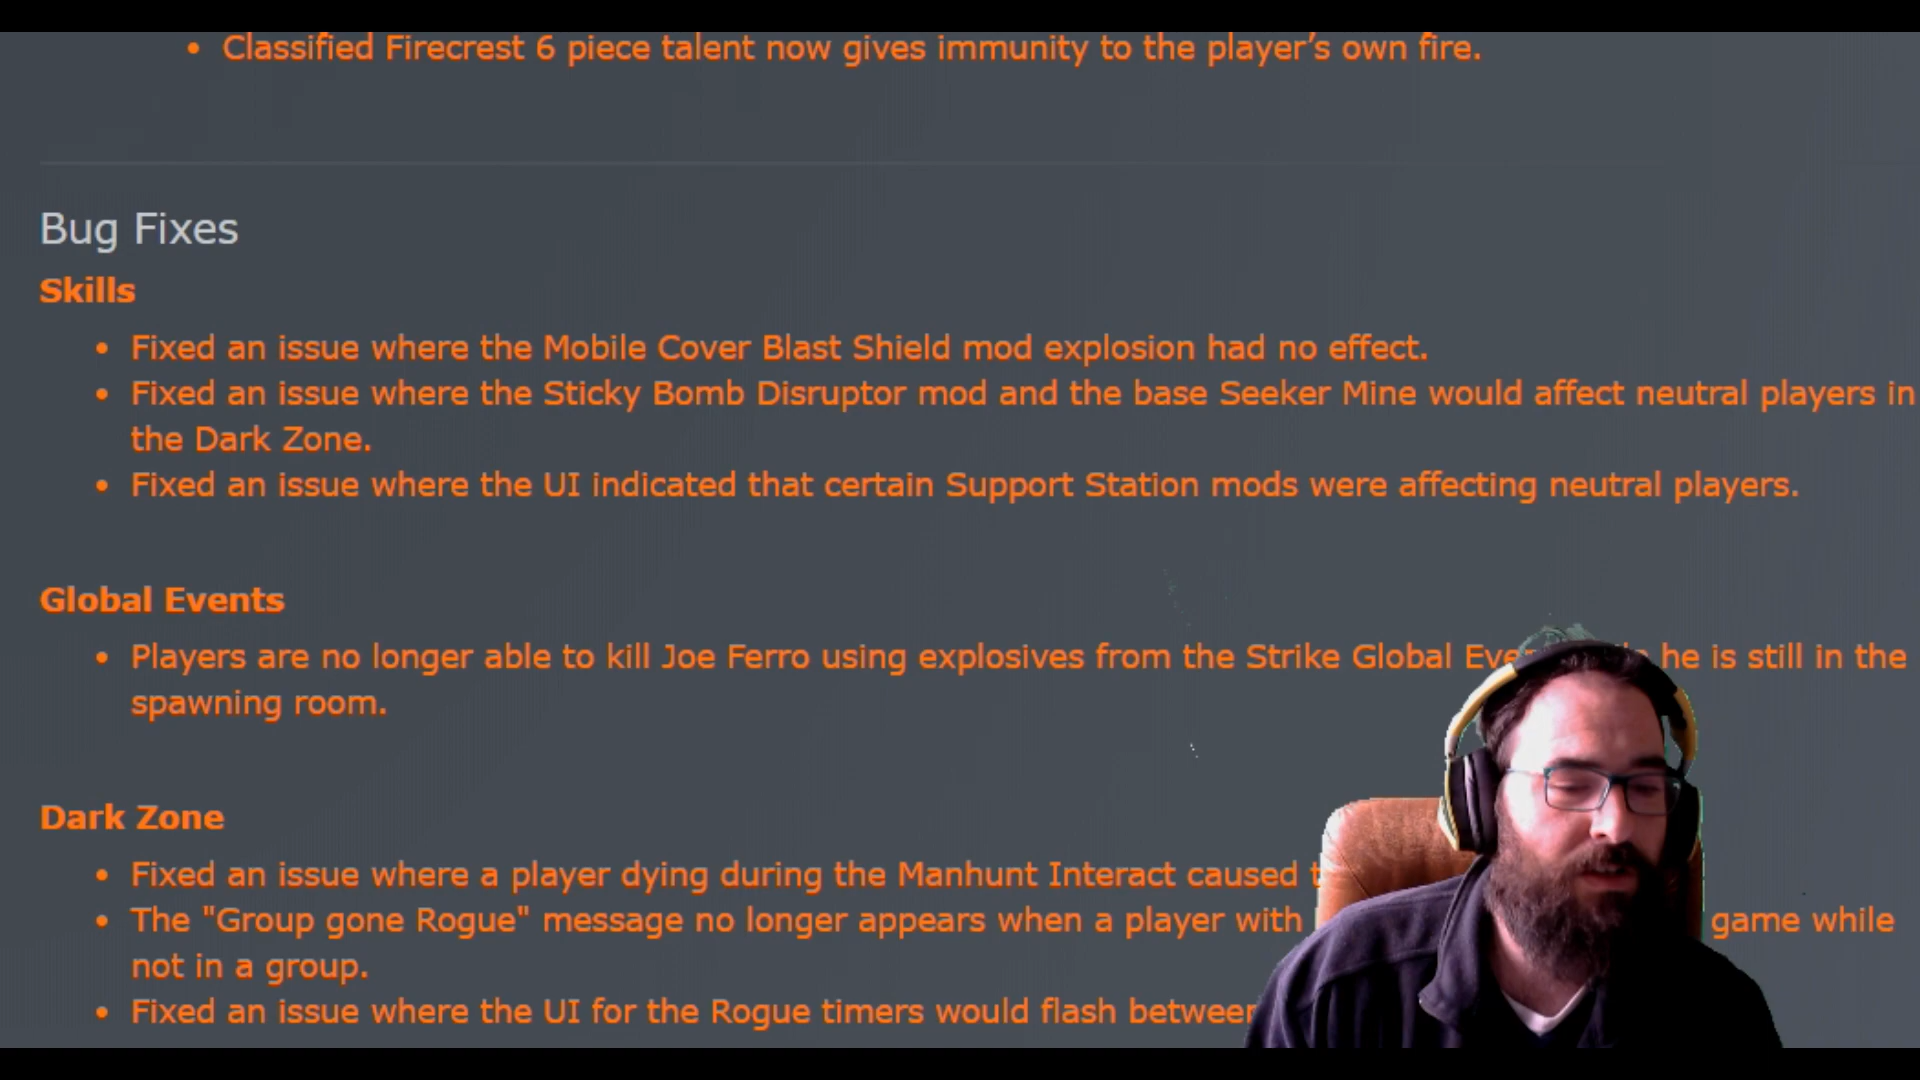 Classified Firecrest 6 piece talent now gives immunity to the player's own fire.
Bug Fixes
Skills
Fixed an issue where the Mobile Cover Blast Shield mod explosion had no effect.
Fixed an issue where the Sticky Bomb Disruptor mod and the base Seeker Mine would affect neutral players in
the Dark Zone.
Fixed an issue where the UI indicated that certain Support Station mods were affecting neutral players.
Global Events
Players are no longer able to kill Joe Ferro using explosives from the Strike Global he is still in the
spawning room.
Dark Zone
Fixed an issue where a player dying during the Manhunt Interact caused
The "Group gone Rogue" message no longer appears when a player with game while
not in a group.
Fixed an issue where the UI for the Rogue timers would flash between